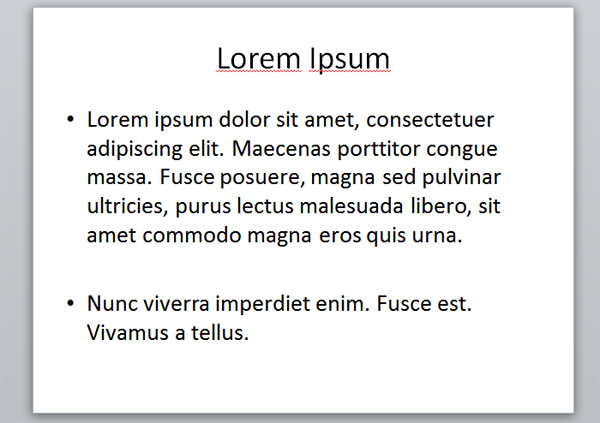 Lorem Ipsum
• Lorem ipsum dolor sit amet, consectetuer
adipiscing elit. Maecenas porttitor congue
massa. Fusce posuere, magna sed pulvinar
ultricies, purus lectus malesuada libero, sit
amet commodo magna eros quis urna.
• Nunc viverra imperdiet enim. Fusce est.
Vivamus a tellus.